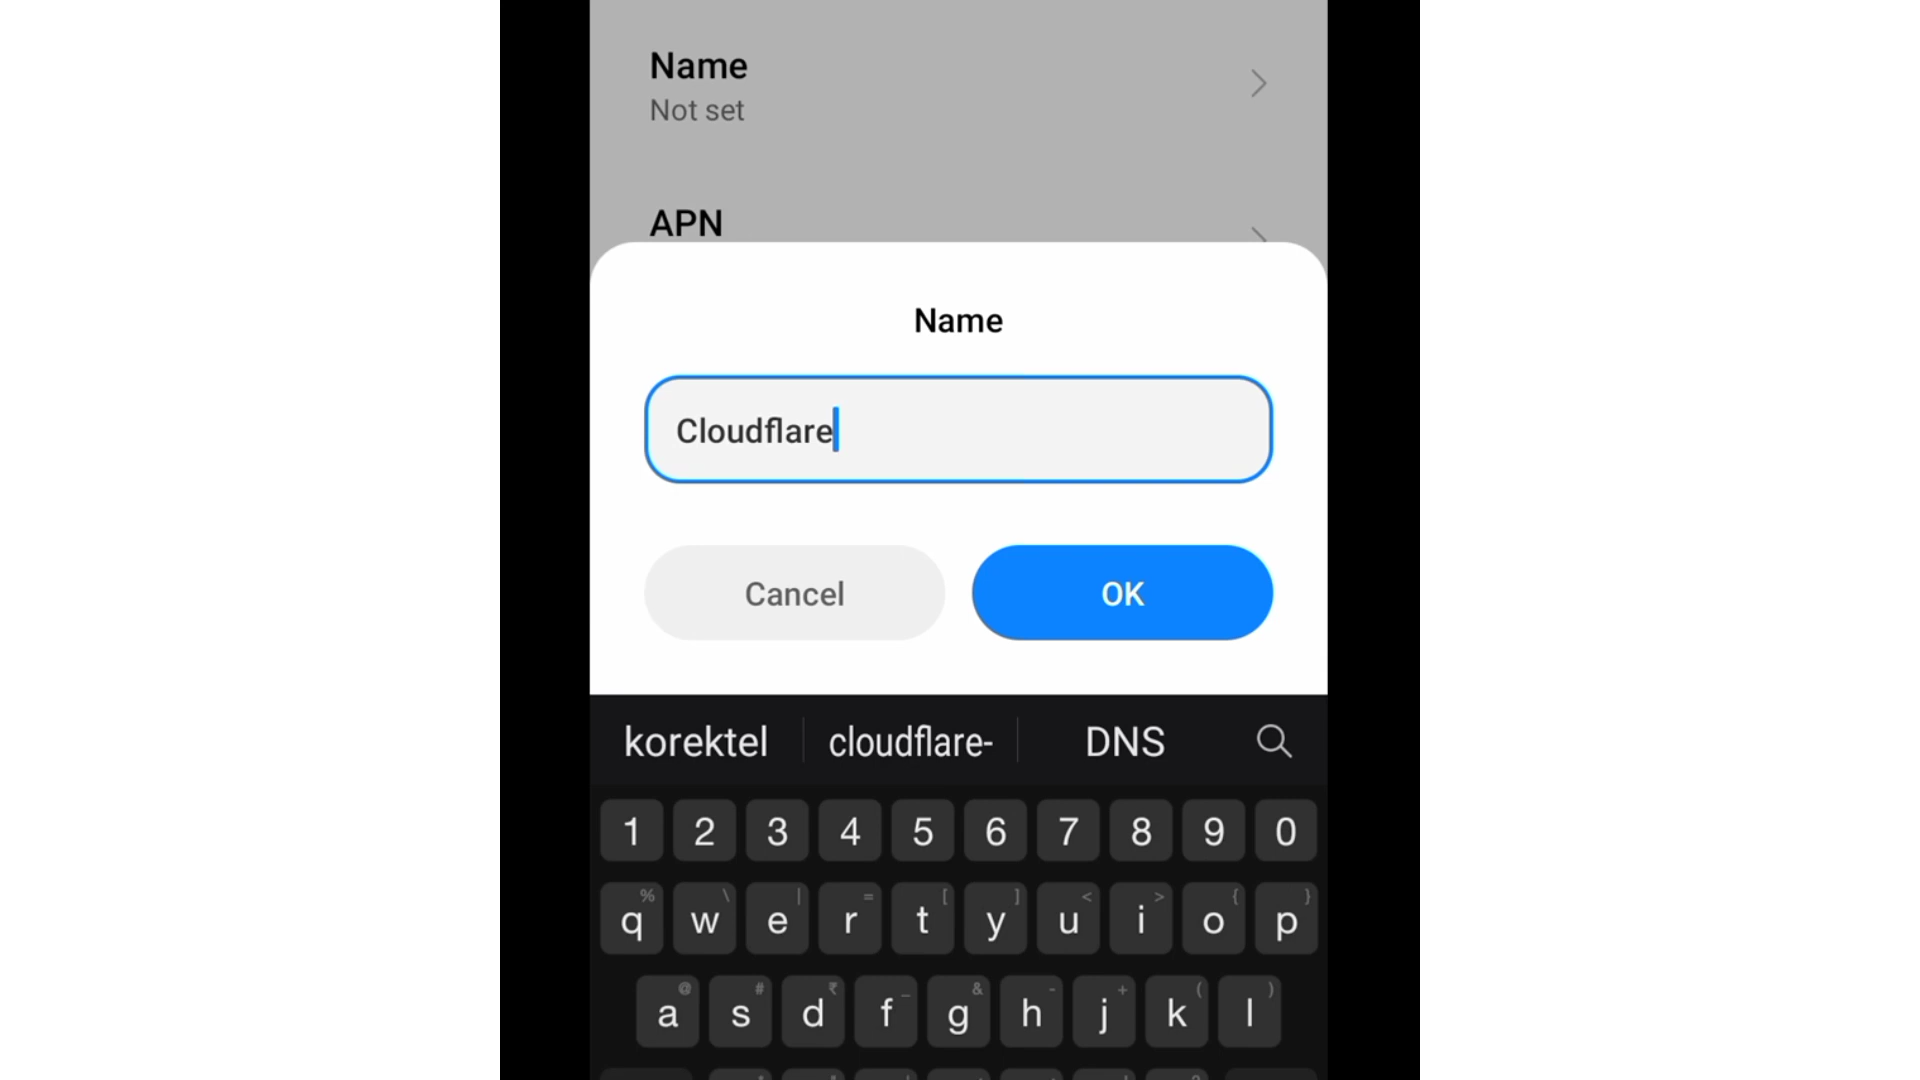 Name
Not set
APN
Name
Cloudflare
Cancel OK
korektel cloudflare- DNS
1 2 3 4 5 6 7 8 9 0
% \ | = [ ] < > { }
q w e r t y u i o p
@ # ₹ _ & - + ( )
a s d f g h j k l